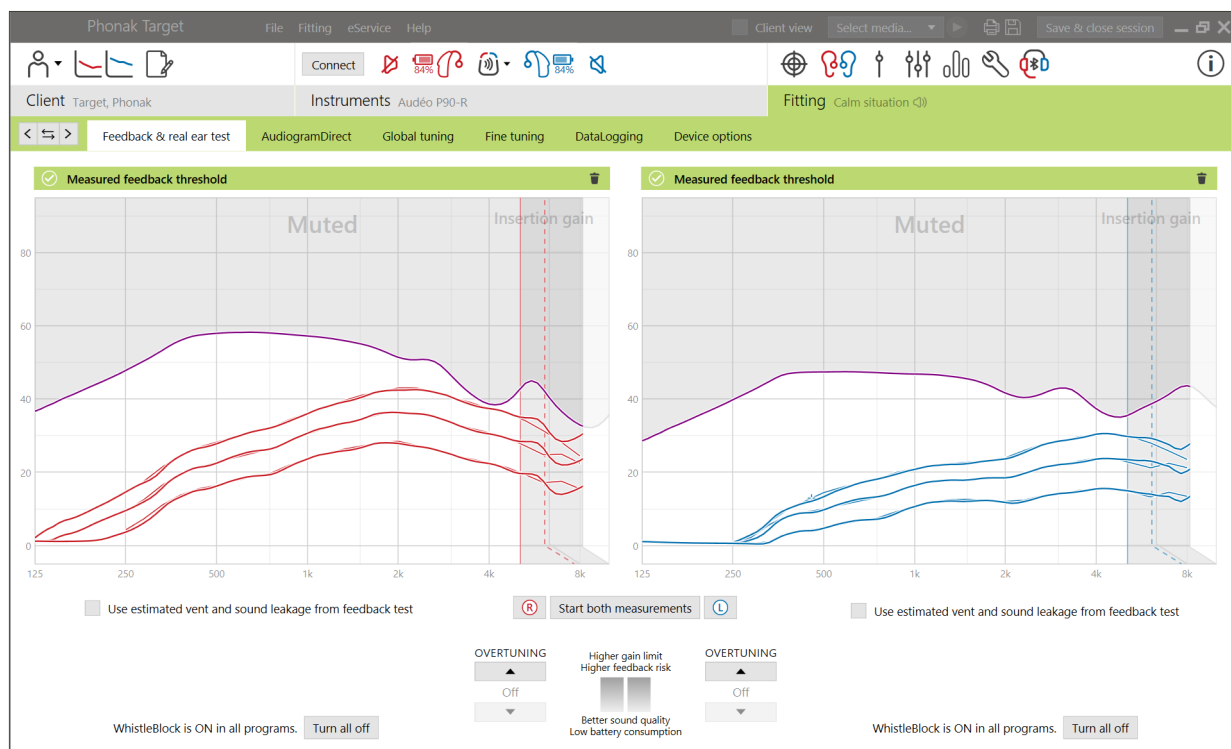 Phonak Target File Fitting eService Help Client view Select media... Save & close session
Connect 84% 84%
Client Target, Phonak Instruments Audéo P90-R Fitting Calm situation
Feedback & real ear test AudiogramDirect Global tuning Fine tuning DataLogging Device options
Measured feedback threshold Measured feedback threshold
Muted Insertion gain Muted Insertion gain
80 80
60 60
40 40
20 20
0 0
125 250 500 1k 2k 4k 8k 125 250 500 1k 2k 4k 8k
Use estimated vent and sound leakage from feedback test R Start both measurements L Use estimated vent and sound leakage from feedback test
OVERTUNING Higher gain limit OVERTUNING
Higher feedback risk
Off Off
Better sound quality
Low battery consumption
WhistleBlock is ON in all programs. Turn all off WhistleBlock is ON in all programs. Turn all off